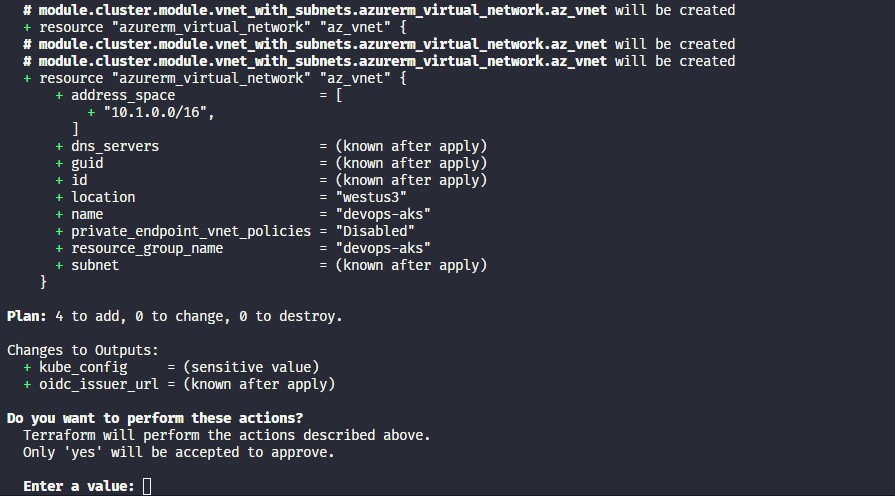 # module.cluster.module.vnet_with_subnets.azurerm_virtual_network.az_vnet will be created
+ resource "azurerm_virtual_network" "az_vnet" {
# module.cluster.module.vnet_with_subnets.azurerm_virtual_network.az_vnet will be created
# module.cluster.module.vnet_with_subnets.azurerm_virtual_network.az_vnet will be created
+ resource "azurerm_virtual_network" "az_vnet" {
+ address_space = [
+ "10.1.0.0/16",
]
+ dns_servers = (known after apply)
+ guid = (known after apply)
+ id = (known after apply)
+ location = "westus3"
+ name = "devops-aks"
+ private_endpoint_vnet_policies = "Disabled"
+ resource_group_name = "devops-aks"
+ subnet = (known after apply)
}
Plan: 4 to add, 0 to change, 0 to destroy.
Changes to Outputs:
+ kube_config = (sensitive value)
+ oidc_issuer_url = (known after apply)
Do you want to perform these actions?
Terraform will perform the actions described above.
Only 'yes' will be accepted to approve.
Enter a value: